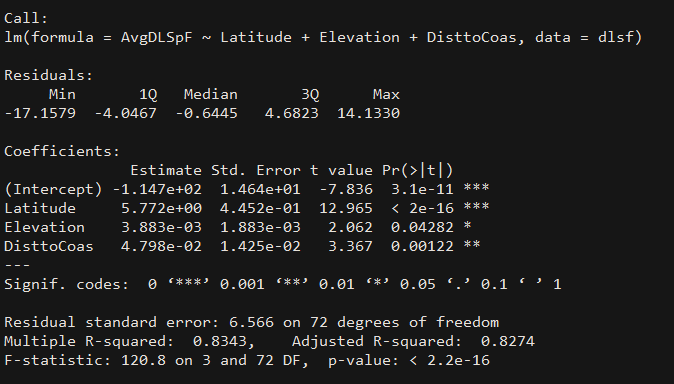 Call:
lm(formula = AvgDLSpF ~ Latitude + Elevation + DisttoCoas, data = dlsf)

Residuals:
     Min       1Q   Median       3Q      Max
-17.1579  -4.0467  -0.6445   4.6823  14.1330

Coefficients:
              Estimate Std. Error t value Pr(>|t|)
(Intercept) -1.147e+02  1.464e+01  -7.836  3.1e-11 ***
Latitude     5.772e+00  4.452e-01  12.965  < 2e-16 ***
Elevation    3.883e-03  1.883e-03   2.062  0.04282 *
DisttoCoas   4.798e-02  1.425e-02   3.367  0.00122 **
---
Signif. codes:  0 ‘***’ 0.001 ‘**’ 0.01 ‘*’ 0.05 ‘.’ 0.1 ‘ ’ 1

Residual standard error: 6.566 on 72 degrees of freedom
Multiple R-squared:  0.8343,    Adjusted R-squared:  0.8274
F-statistic: 120.8 on 3 and 72 DF,  p-value: < 2.2e-16